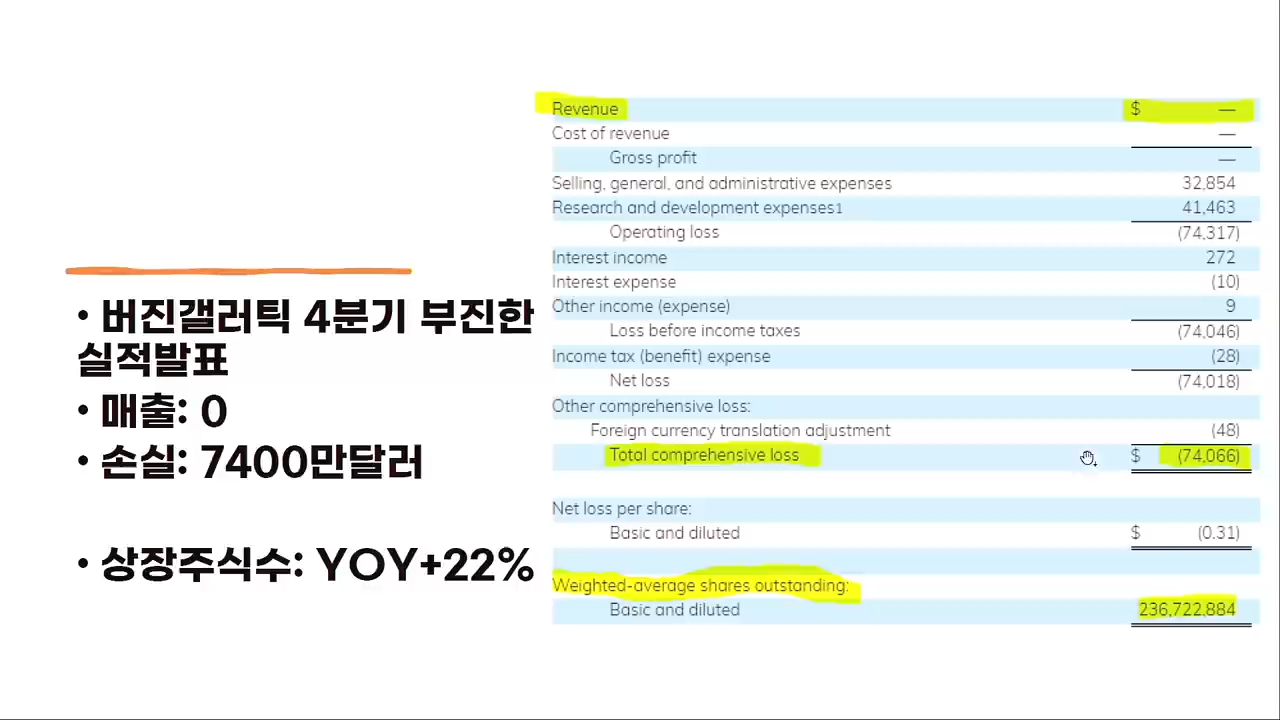 • 버진갤러틱 4분기 부진한
실적발표
• 매출: 0
• 손실: 7400만달러
• 상장주식수: YOY+22%
Revenue $ —
Cost of revenue —
Gross profit —
Selling, general, and administrative expenses 32,854
Research and development expenses1 41,463
Operating loss (74,317)
Interest income 272
Interest expense (10)
Other income (expense) 9
Loss before income taxes (74,046)
Income tax (benefit) expense (28)
Net loss (74,018)
Other comprehensive loss:
Foreign currency translation adjustment (48)
Total comprehensive loss $ (74,066)
Net loss per share:
Basic and diluted $ (0.31)
Weighted-average shares outstanding:
Basic and diluted 236,722,884